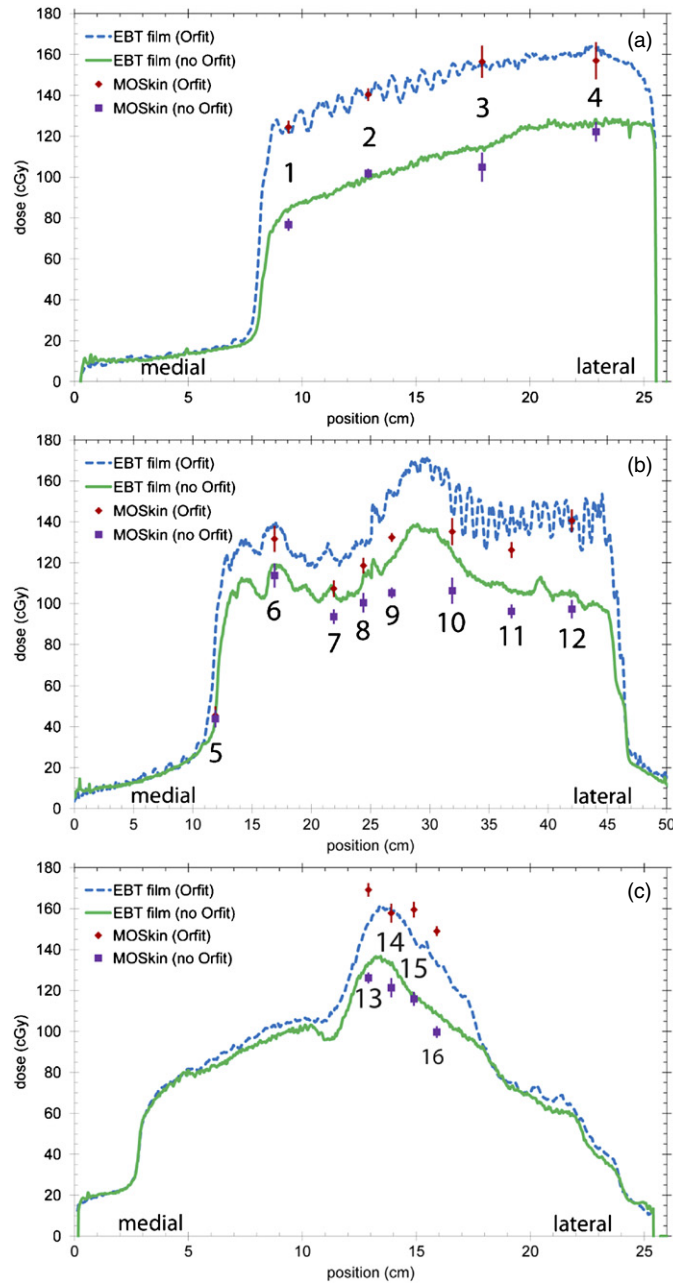 180
160
140
120
100
80
60
40
20
0
dose (cGy)
EBT film (Orfit)
EBT film (no Orfit)
MOSkin (Orfit)
MOSkin (no Orfit)
(a)
1
2
3
4
medial
lateral
0 5 10 15 20 25
position (cm)
180
160
140
120
100
80
60
40
20
0
dose (cGy)
EBT film (Orfit)
EBT film (no Orfit)
MOSkin (Orfit)
MOSkin (no Orfit)
(b)
5
6
7
8
9
10
11
12
medial
lateral
0 5 10 15 20 25 30 35 40 45 50
position (cm)
180
160
140
120
100
80
60
40
20
0
dose (cGy)
EBT film (Orfit)
EBT film (no Orfit)
MOSkin (Orfit)
MOSkin (no Orfit)
(c)
13
14
15
16
medial
lateral
0 5 10 15 20 25
position (cm)